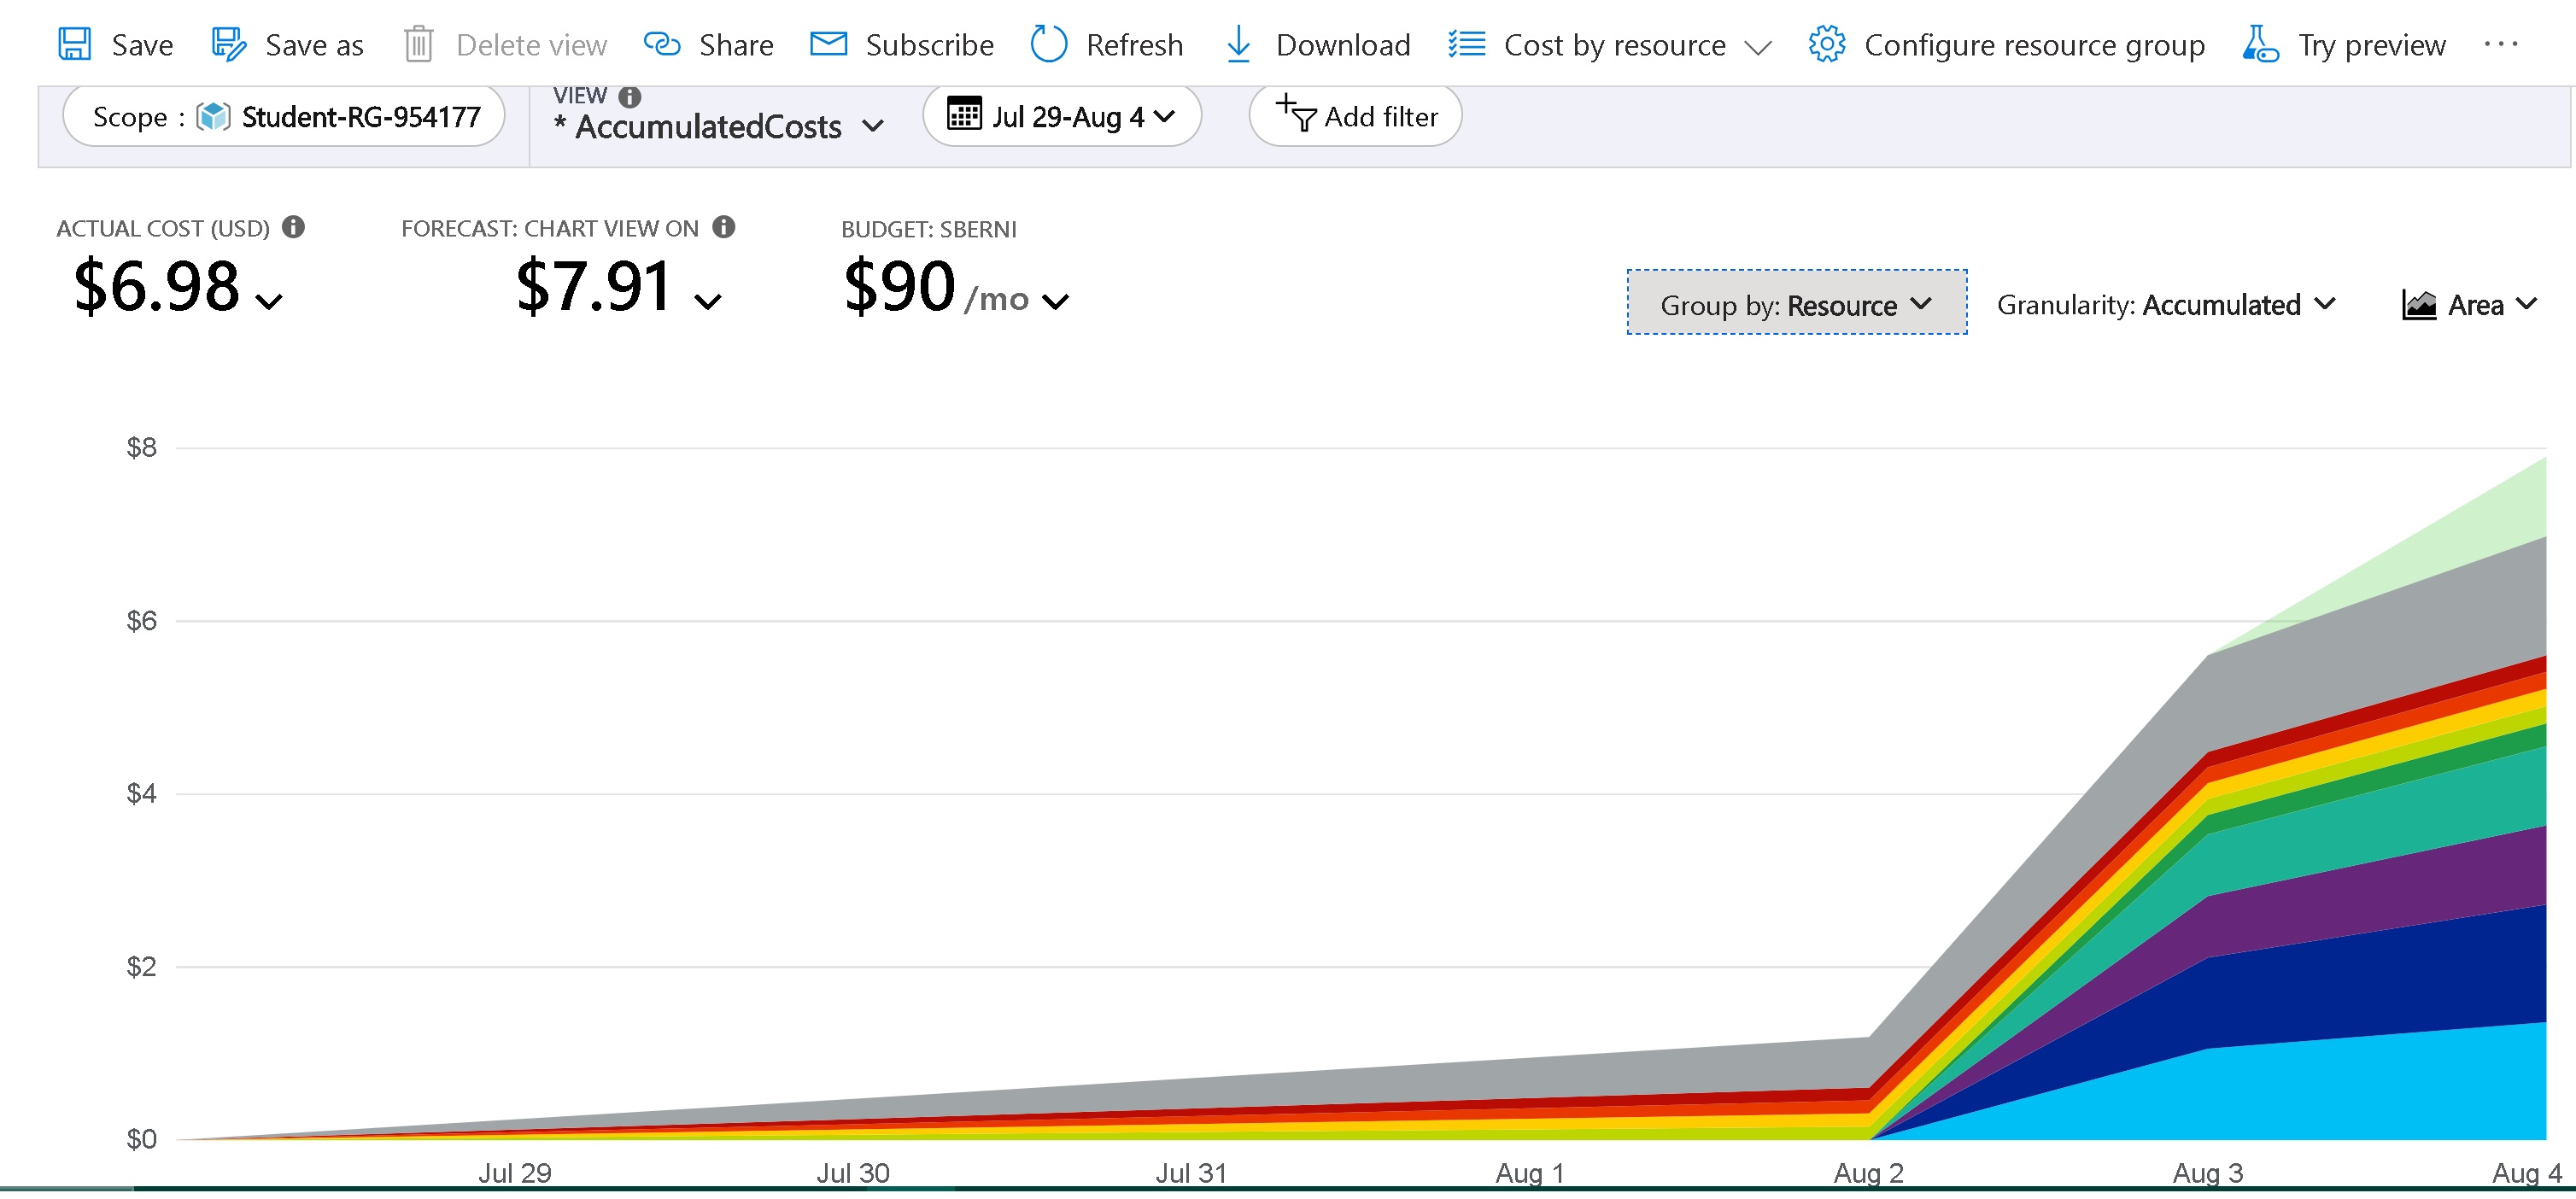 Save Save as Delete view Share Subscribe Refresh Download Cost by resource Configure resource group Try preview ...
Scope : Student-RG-954177
VIEW
* AccumulatedCosts
Jul 29-Aug 4
Add filter
ACTUAL COST (USD)
$6.98
FORECAST: CHART VIEW ON
$7.91
BUDGET: SBERNI
$90 /mo
Group by: Resource
Granularity: Accumulated
Area
$8
$6
$4
$2
$0
Jul 29 Jul 30 Jul 31 Aug 1 Aug 2 Aug 3 Aug 4